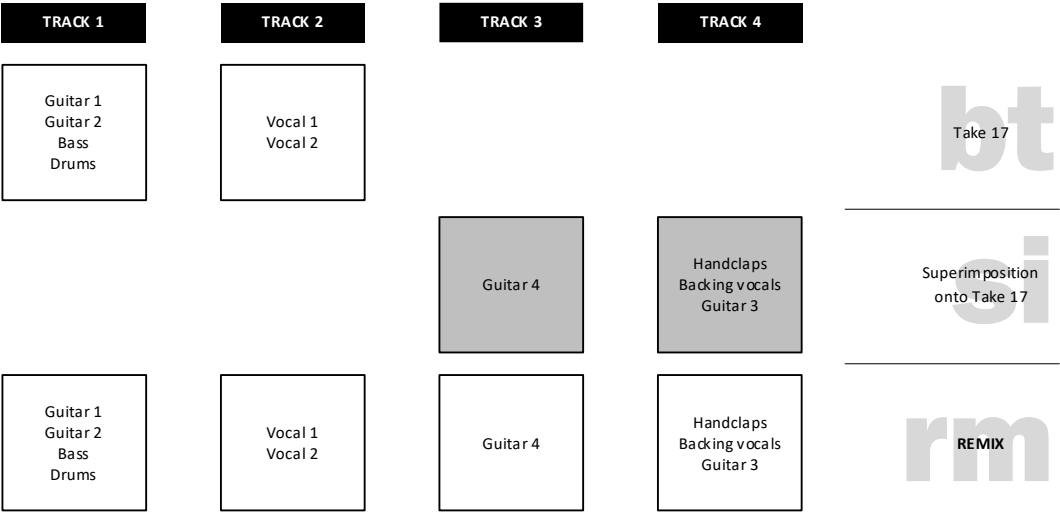 TRACK 1
TRACK 2
TRACK 3
TRACK 4
Guitar 1
Guitar 2
Bass
Drums
Vocal 1
Vocal 2
bt
Take 17
Guitar 4
Handclaps
Backing vocals
Guitar 3
si
Superimposition
onto Take 17
Guitar 1
Guitar 2
Bass
Drums
Vocal 1
Vocal 2
Guitar 4
Handclaps
Backing vocals
Guitar 3
rm
REMIX